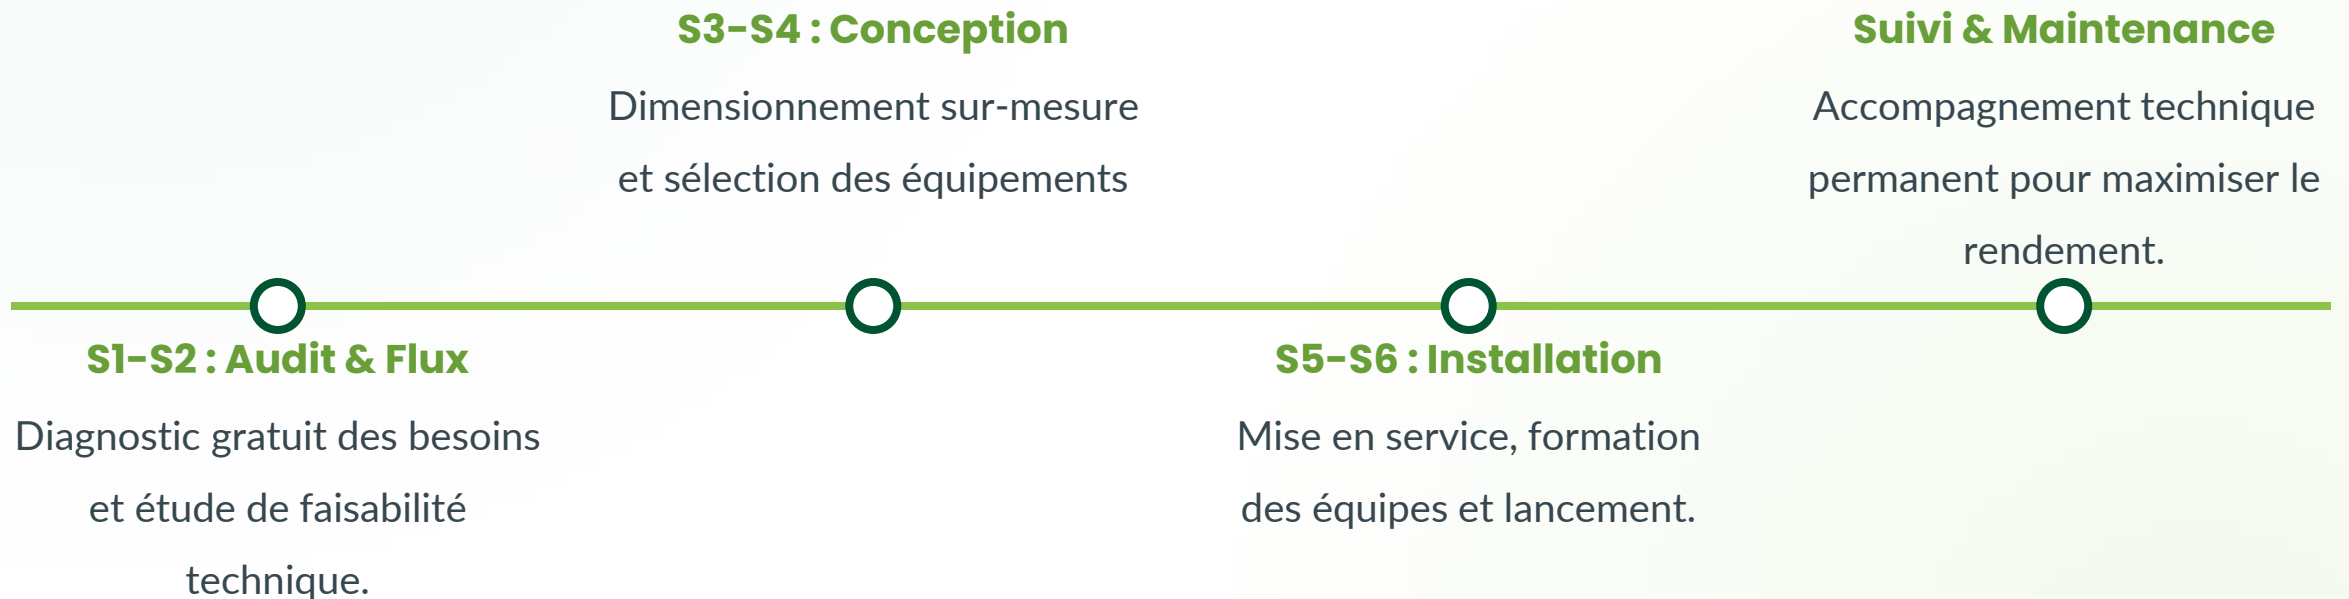 S1-S2 : Audit & Flux
Diagnostic gratuit des besoins
et étude de faisabilité
technique.
S3-S4 : Conception
Dimensionnement sur-mesure
et sélection des équipements
S5-S6 : Installation
Mise en service, formation
des équipes et lancement.
Suivi & Maintenance
Accompagnement technique
permanent pour maximiser le
rendement.